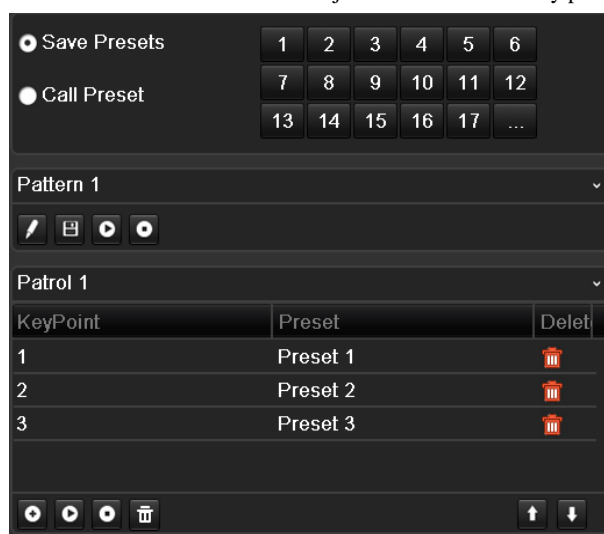 Save Presets
1 2 3 4 5 6
Call Preset
7 8 9 10 11 12
13 14 15 16 17 ...
Pattern 1
Patrol 1
KeyPoint Preset Delet
1 Preset 1
2 Preset 2
3 Preset 3